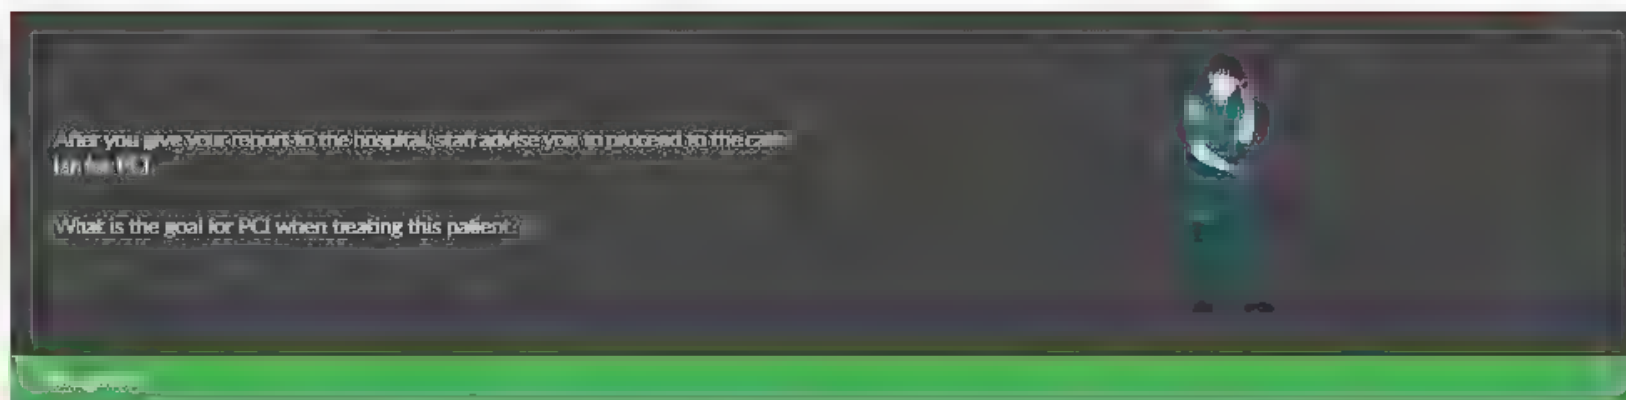 After you give your report to the hospital, staff advise you to proceed to the cath
lab for PCI.
What is the goal for PCI when treating this patient?